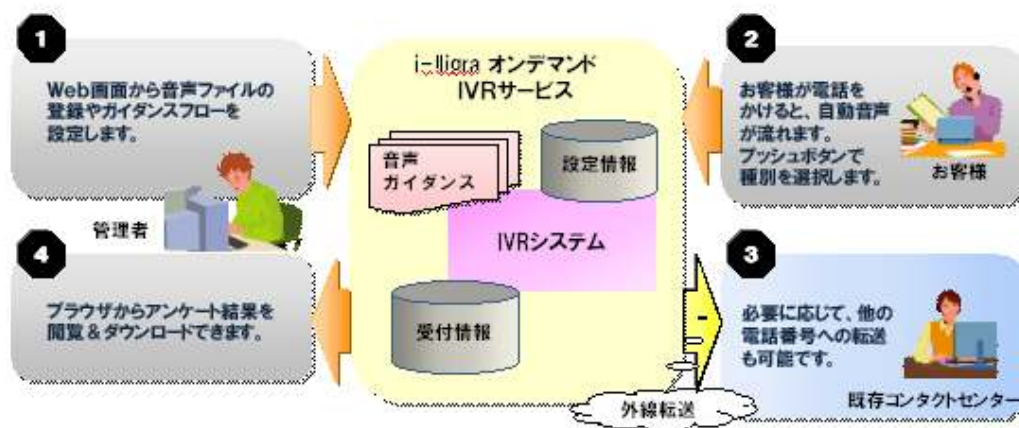 1
Web画面から音声ファイルの
登録やガイダンスフローを
設定します。
管理者
i-lligra オンデマンド
IVRサービス
音声
ガイダンス
設定情報
IVRシステム
受付情報
2
お客様が電話を
かけると、自動音声
が流れます。
プッシュボタンで
種別を選択します。
お客様
3
必要に応じて、他の
電話番号への転送
も可能です。
既存コンタクトセンター
外線転送
4
ブラウザからアンケート結果を
閲覧&ダウンロードできます。